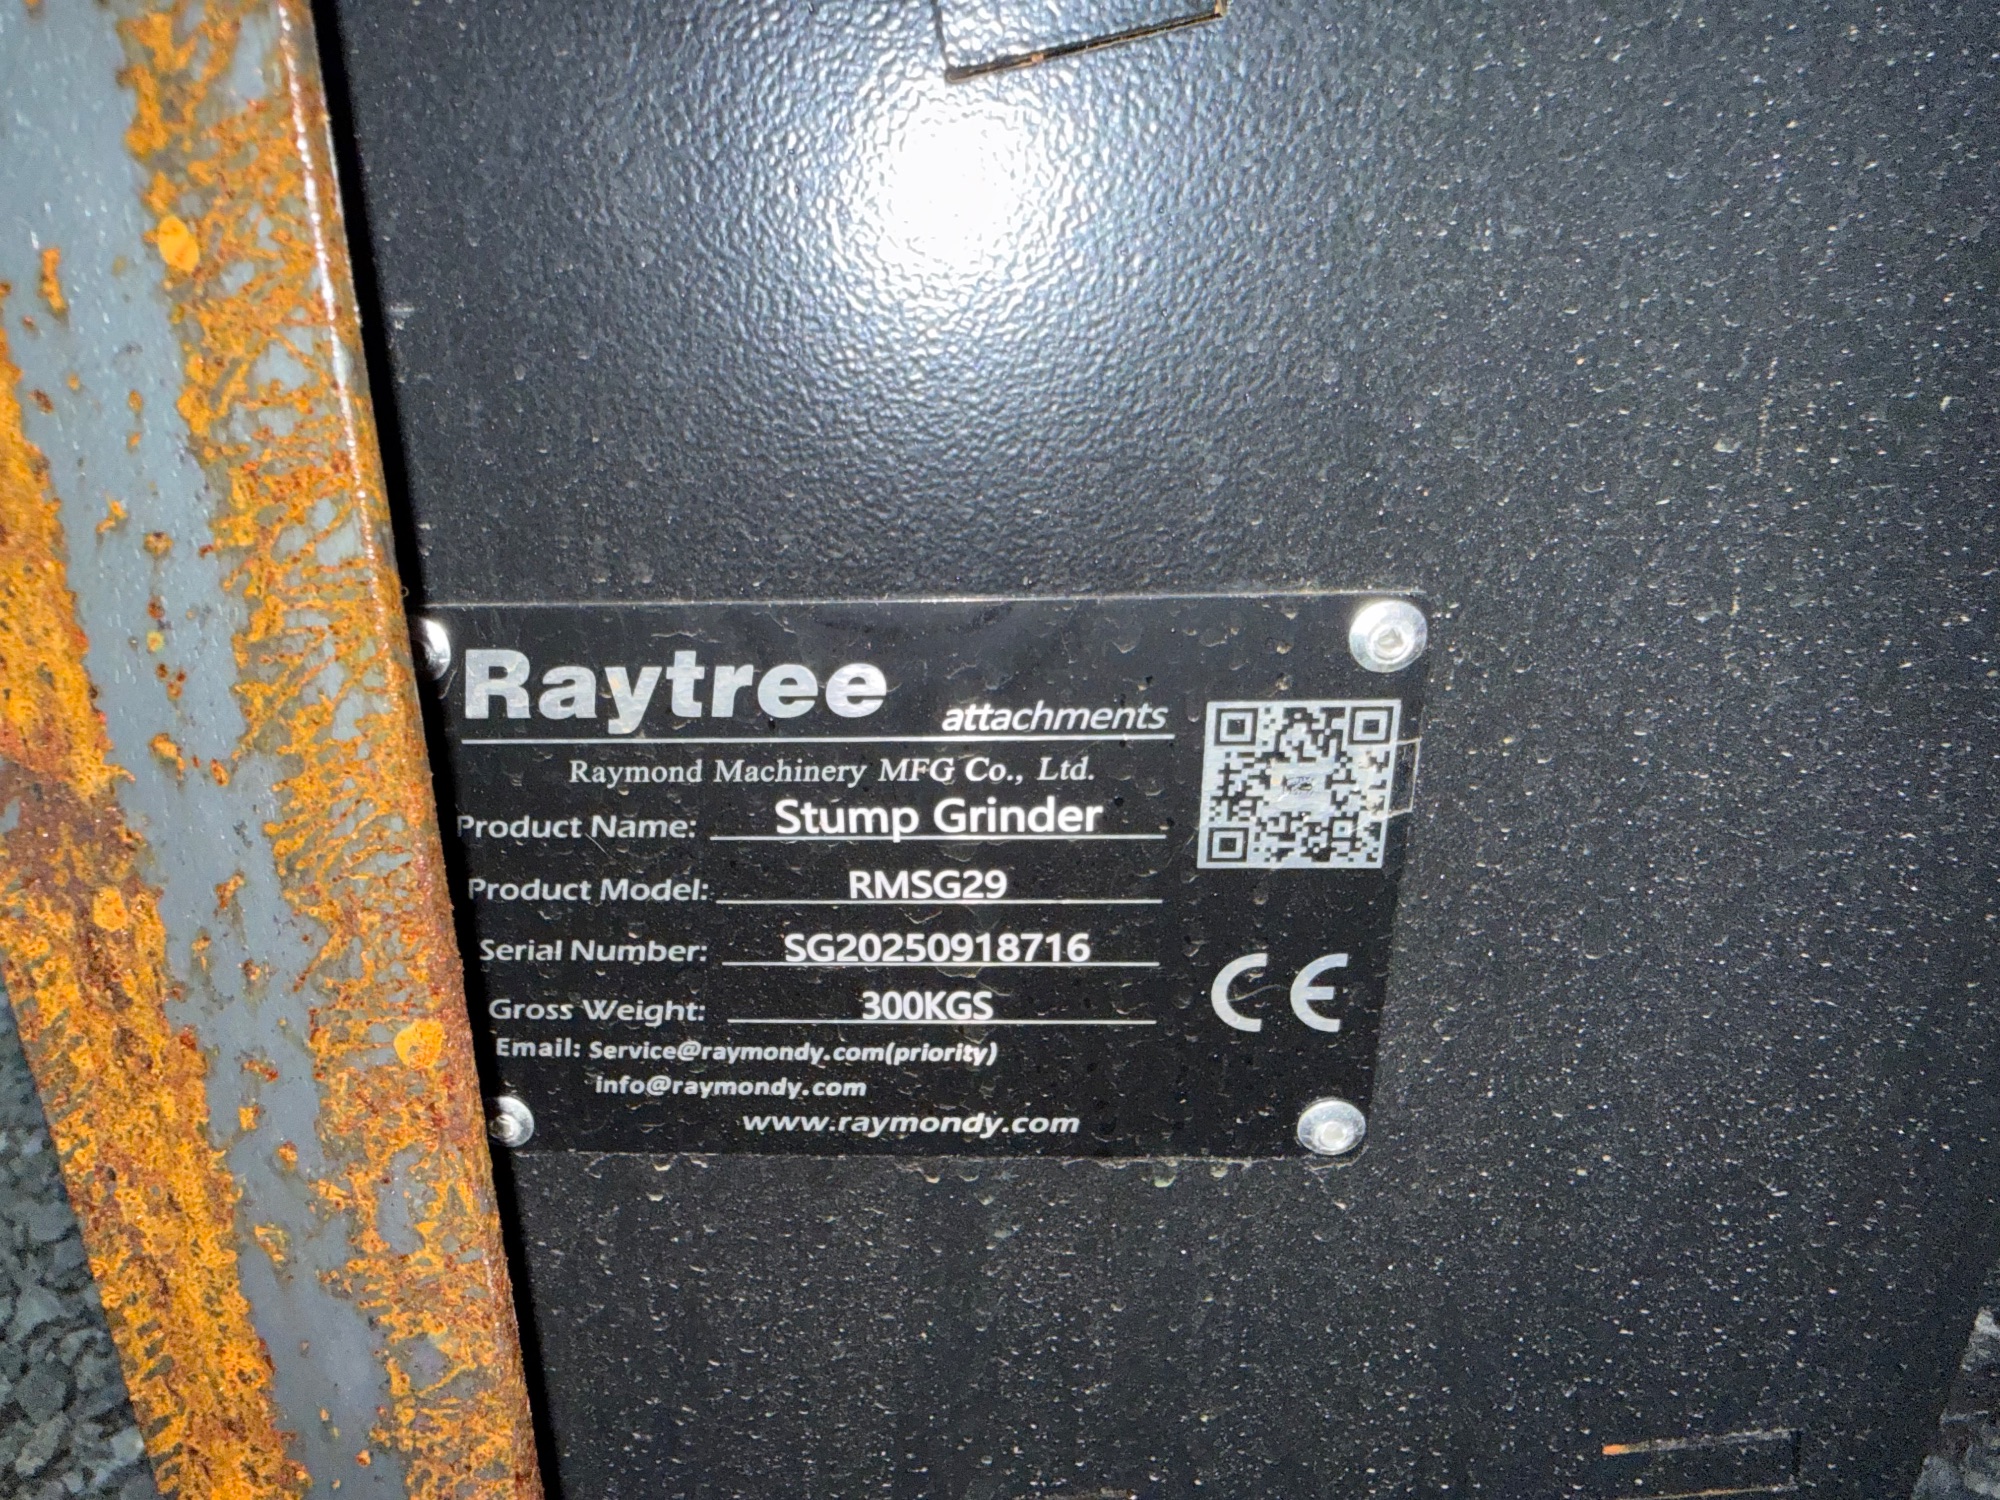 Raytree attachments
Raymond Machinery MFG Co., Ltd.
Product Name: Stump Grinder
Product Model: RMSG29
Serial Number: SG20250918716
Gross Weight: 300KGS
CE
Email: Service@raymondy.com(priority)
info@raymondy.com
www.raymondy.com